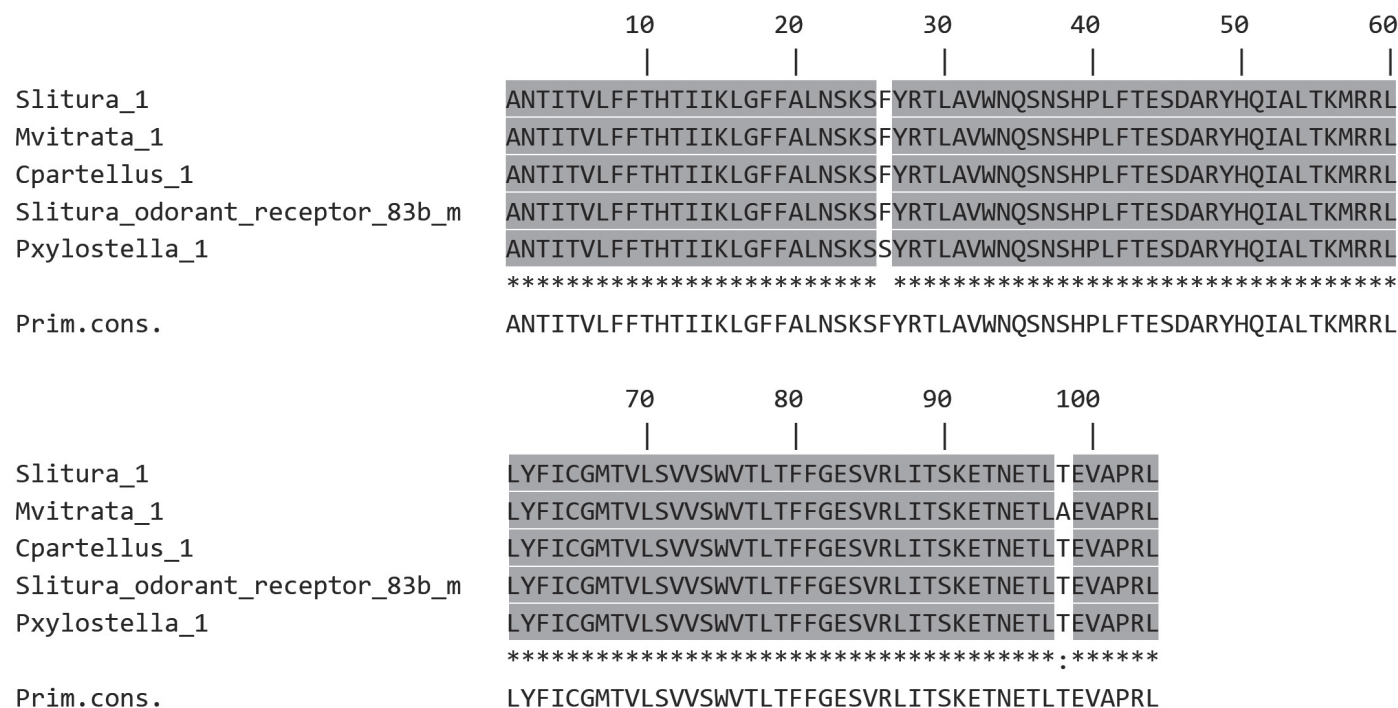 10 20 30 40 50 60
| | | | | |
Slitura_1 ANTITVLFFTHTIIKLGFFALNSKSFYRTLAVWNQSNSHPLFTESDARYHQIALTKMRRL
Mvitrata_1 ANTITVLFFTHTIIKLGFFALNSKSFYRTLAVWNQSNSHPLFTESDARYHQIALTKMRRL
Cpartellus_1 ANTITVLFFTHTIIKLGFFALNSKSFYRTLAVWNQSNSHPLFTESDARYHQIALTKMRRL
Slitura_odorant_receptor_83b_m ANTITVLFFTHTIIKLGFFALNSKSFYRTLAVWNQSNSHPLFTESDARYHQIALTKMRRL
Pxylostella_1 ANTITVLFFTHTIIKLGFFALNSKSSYRTLAVWNQSNSHPLFTESDARYHQIALTKMRRL
************************* **********************************
Prim.cons. ANTITVLFFTHTIIKLGFFALNSKSFYRTLAVWNQSNSHPLFTESDARYHQIALTKMRRL
70 80 90 100
| | | |
Slitura_1 LYFICGMTVLSVVSWVTLTFFGESVRLITSKETNETLTEVAPRL
Mvitrata_1 LYFICGMTVLSVVSWVTLTFFGESVRLITSKETNETLAEVAPRL
Cpartellus_1 LYFICGMTVLSVVSWVTLTFFGESVRLITSKETNETLTEVAPRL
Slitura_odorant_receptor_83b_m LYFICGMTVLSVVSWVTLTFFGESVRLITSKETNETLTEVAPRL
Pxylostella_1 LYFICGMTVLSVVSWVTLTFFGESVRLITSKETNETLTEVAPRL
*************************************:******
Prim.cons. LYFICGMTVLSVVSWVTLTFFGESVRLITSKETNETLTEVAPRL